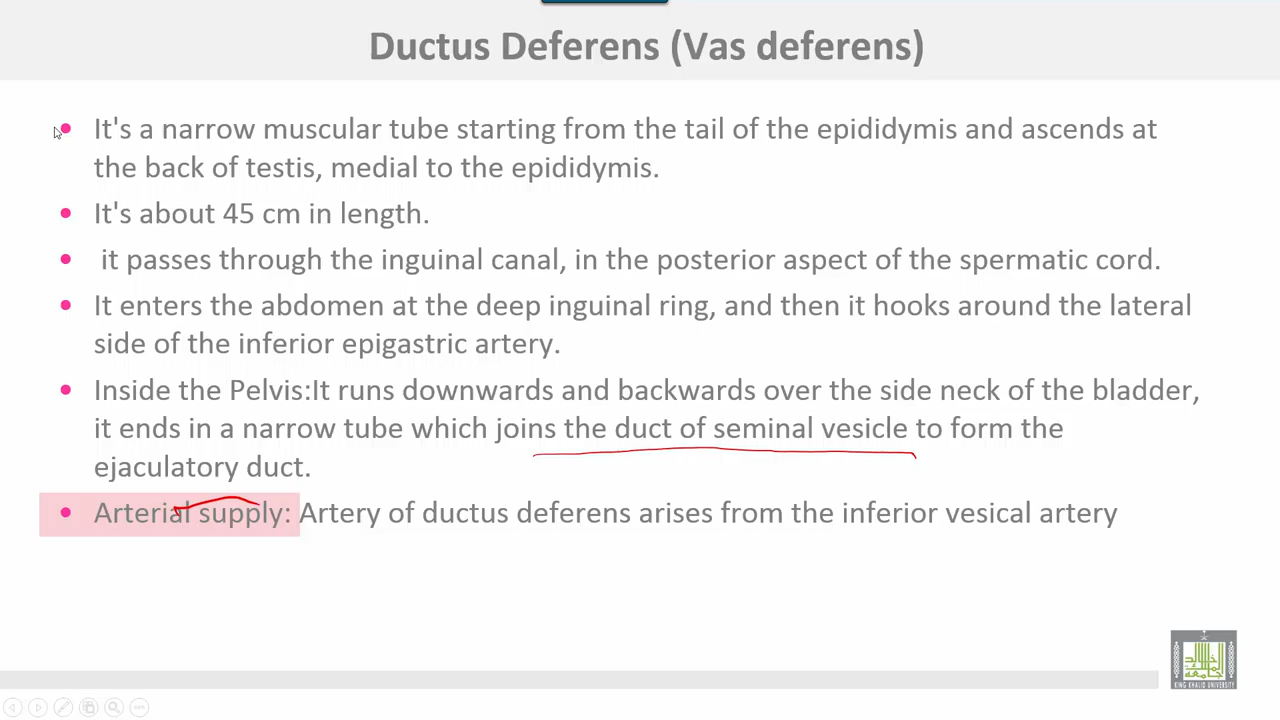 Ductus Deferens (Vas deferens)
It's a narrow muscular tube starting from the tail of the epididymis and ascends at
the back of testis, medial to the epididymis.
It's about 45 cm in length.
it passes through the inguinal canal, in the posterior aspect of the spermatic cord.
It enters the abdomen at the deep inguinal ring, and then it hooks around the lateral
side of the inferior epigastric artery.
Inside the Pelvis:It runs downwards and backwards over the side neck of the bladder,
it ends in a narrow tube which joins the duct of seminal vesicle to form the
ejaculatory duct.
Arterial supply: Artery of ductus deferens arises from the inferior vesical artery
KING KHALID UNIVERSITY